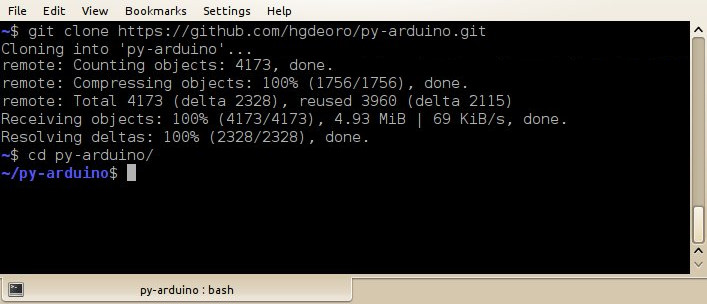 File Edit View Bookmarks Settings Help
~$ git clone https://github.com/hgdeoro/py-arduino.git
Cloning into 'py-arduino'...
remote: Counting objects: 4173, done.
remote: Compressing objects: 100% (1756/1756), done.
remote: Total 4173 (delta 2328), reused 3960 (delta 2115)
Receiving objects: 100% (4173/4173), 4.93 MiB | 69 KiB/s, done.
Resolving deltas: 100% (2328/2328), done.
~$ cd py-arduino/
~/py-arduino$
py-arduino : bash